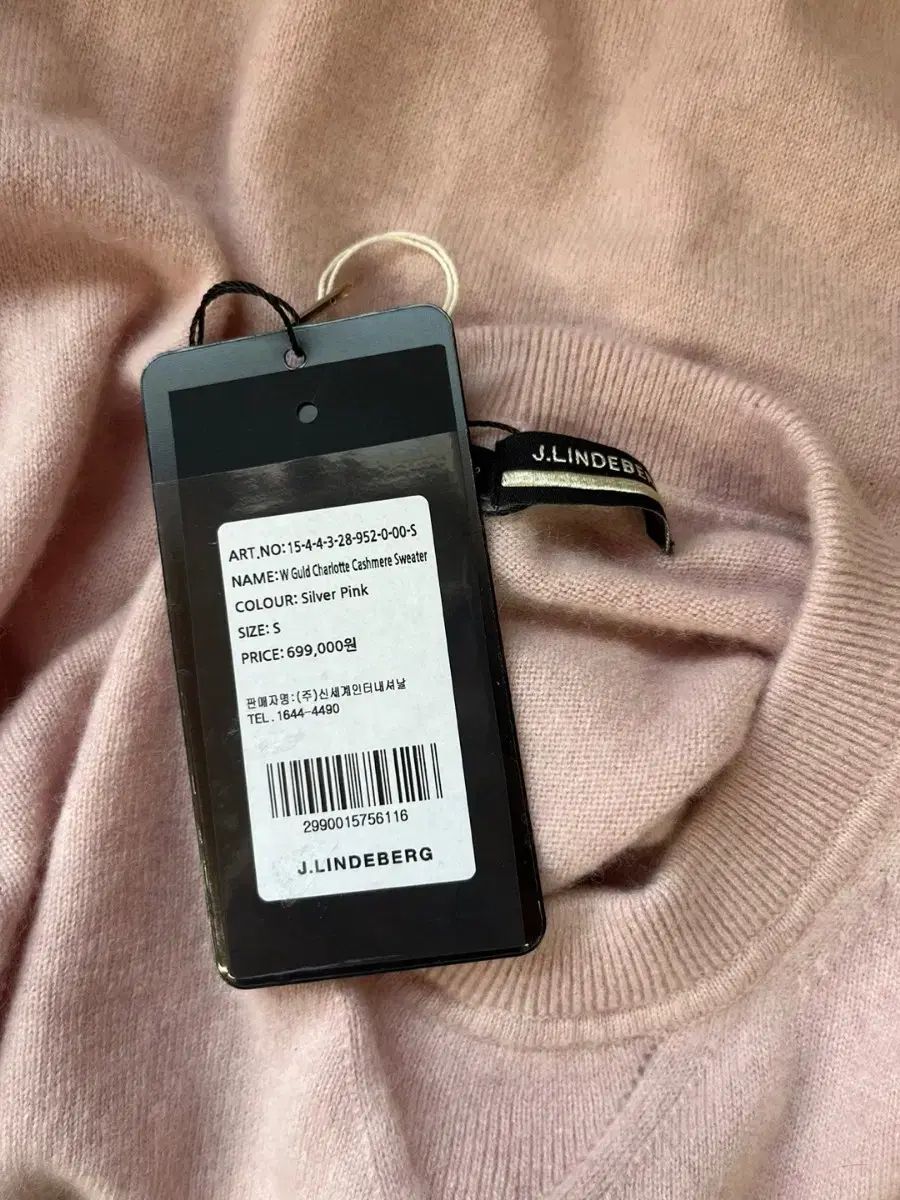 J.LINDEBE
ART.NO:15-4-4-3-28-952-0-00-S
NAME:W Guld Charlotte Cashmere Sweater
COLOUR: Silver Pink
SIZE: S
PRICE: 699,000원
판매자명:(주)신세계인터내셔날
TEL.1644-4490
2990015756116
J.LINDEBERG